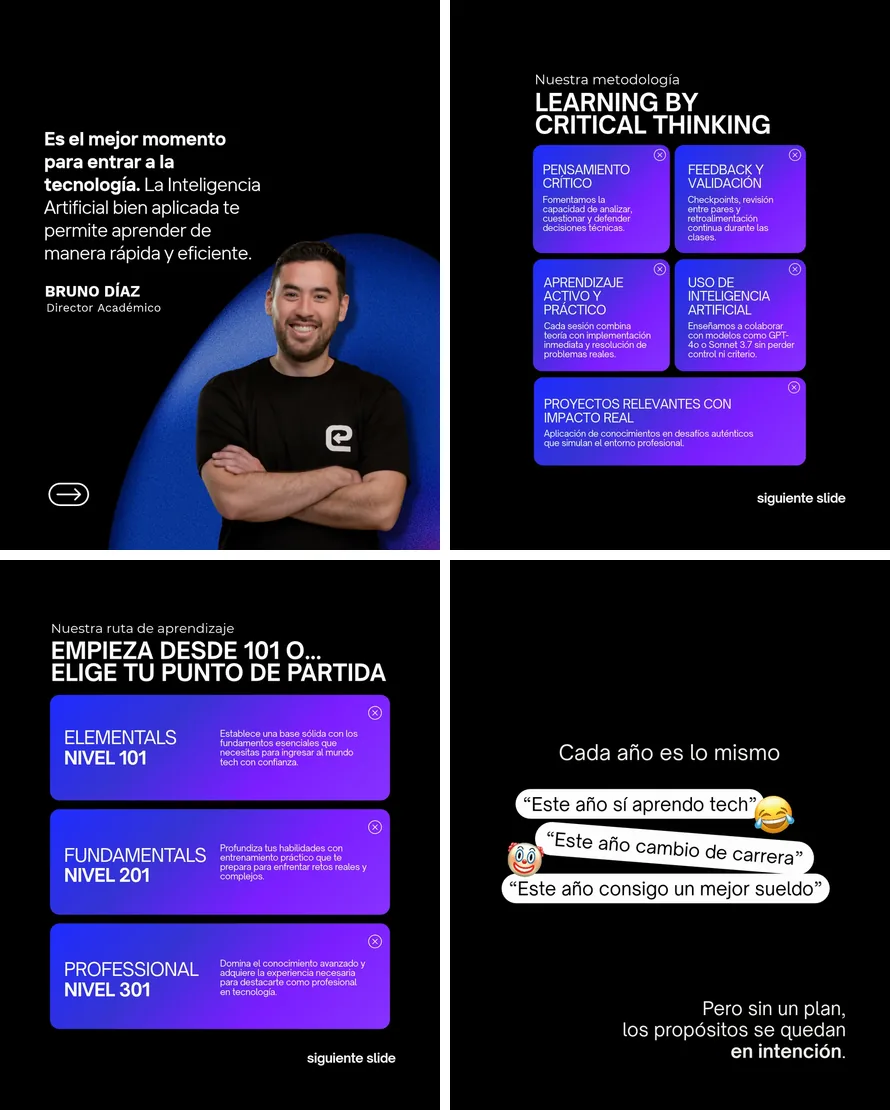 Es el mejor momento
para entrar a la
tecnología. La Inteligencia
Artificial bien aplicada te
permite aprender de
manera rápida y eficiente.
BRUNO DÍAZ
Director Académico
Nuestra metodología
LEARNING BY
CRITICAL THINKING
PENSAMIENTO
CRÍTICO
Fomentamos la
capacidad de analizar,
cuestionar y defender
decisiones técnicas.
FEEDBACK Y
VALIDACIÓN
Checkpoints, revisión
entre pares y
retroalimentación
continua durante las
clases.
APRENDIZAJE
ACTIVO Y
PRÁCTICO
Cada sesión combina
teoría con implementación
inmediata y resolución de
problemas reales.
USO DE
INTELIGENCIA
ARTIFICIAL
Enseñamos a colaborar
con modelos como GPT-
4o o Sonnet 3.7 sin perder
control ni criterio.
PROYECTOS RELEVANTES CON
IMPACTO REAL
Aplicación de conocimientos en desafíos auténticos
que simulan el entorno profesional.
siguiente slide
Nuestra ruta de aprendizaje
EMPIEZA DESDE 101 O...
ELIGE TU PUNTO DE PARTIDA
ELEMENTALS
NIVEL 101
Establece una base sólida con los
fundamentos esenciales que
necesitas para ingresar al mundo
tech con confianza.
FUNDAMENTALS
NIVEL 201
Profundiza tus habilidades con
entrenamiento práctico que te
prepara para enfrentar retos reales y
complejos.
PROFESSIONAL
NIVEL 301
Domina el conocimiento avanzado y
adquiere la experiencia necesaria
para destacarte como profesional
en tecnología.
siguiente slide
Cada año es lo mismo
“Este año sí aprendo tech”
“Este año cambio de carrera”
“Este año consigo un mejor sueldo”
Pero sin un plan,
los propósitos se quedan
en intención.